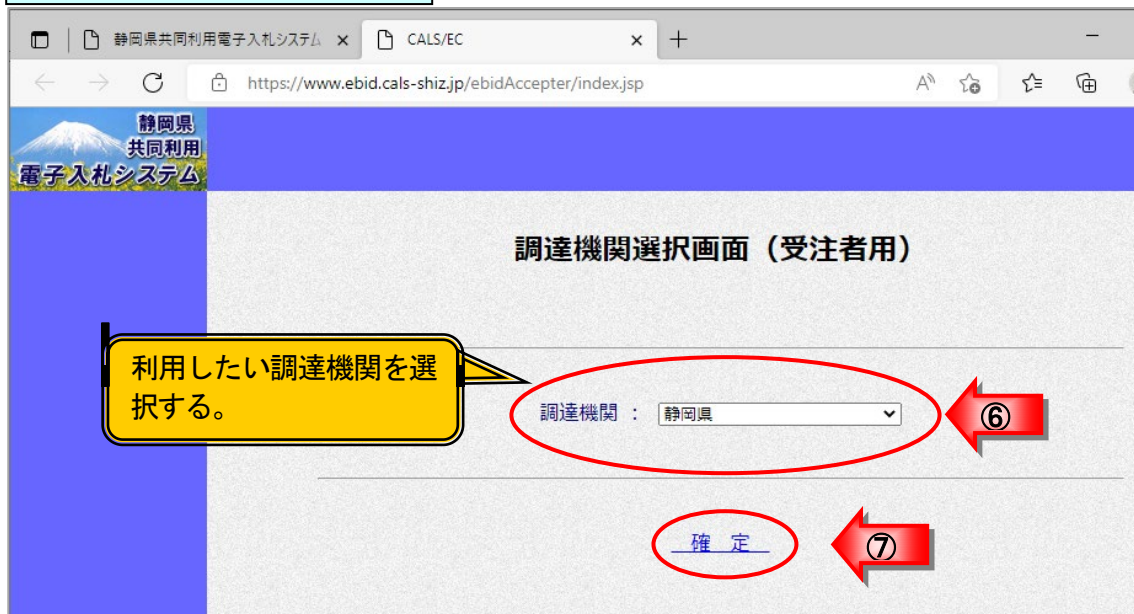 静岡県共同利用電子入札システム
CALS/EC
https://www.ebid.cals-shiz.jp/ebidAccepter/index.jsp
静岡県
共同利用
電子入札システム
調達機関選択画面（受注者用）
利用したい調達機関を選
択する。
調達機関 ： 静岡県
⑥
確 定
⑦